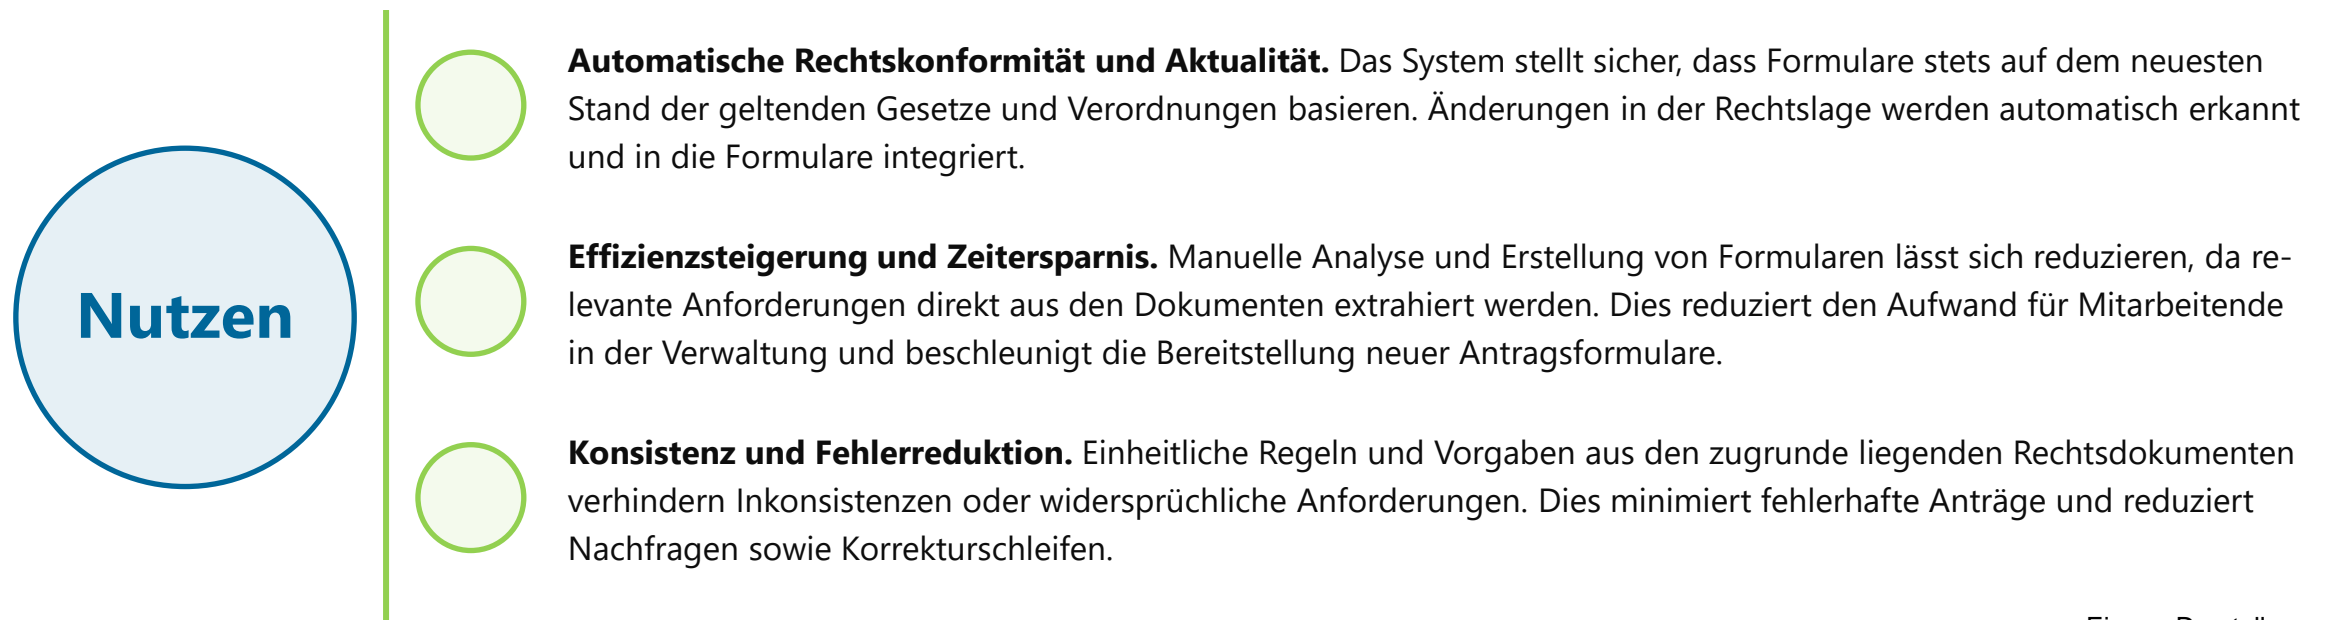 Nutzen
Automatische Rechtskonformität und Aktualität. Das System stellt sicher, dass Formulare stets auf dem neuesten
Stand der geltenden Gesetze und Verordnungen basieren. Änderungen in der Rechtslage werden automatisch erkannt
und in die Formulare integriert.
Effizienzsteigerung und Zeitersparnis. Manuelle Analyse und Erstellung von Formularen lässt sich reduzieren, da re-
levante Anforderungen direkt aus den Dokumenten extrahiert werden. Dies reduziert den Aufwand für Mitarbeitende
in der Verwaltung und beschleunigt die Bereitstellung neuer Antragsformulare.
Konsistenz und Fehlerreduktion. Einheitliche Regeln und Vorgaben aus den zugrunde liegenden Rechtsdokumenten
verhindern Inkonsistenzen oder widersprüchliche Anforderungen. Dies minimiert fehlerhafte Anträge und reduziert
Nachfragen sowie Korrekturschleifen.